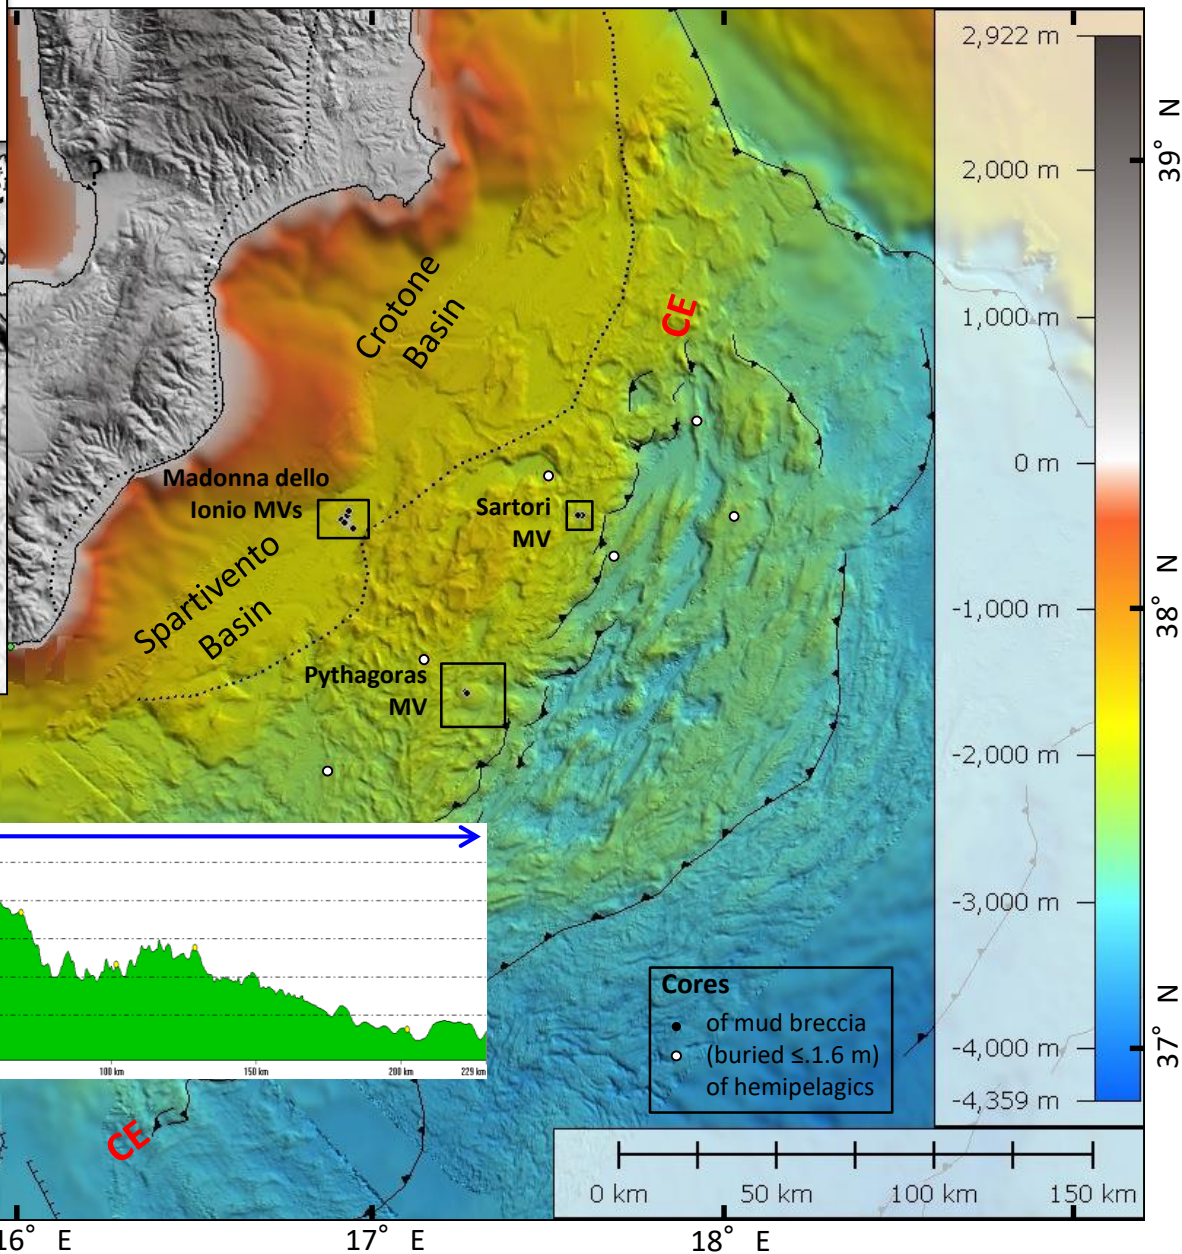 2,922 m
2,000 m
1,000 m
0 m
-1,000 m
-2,000 m
-3,000 m
-4,000 m
-4,359 m
39° N
38° N
37° N
?
Crotone
Basin
CE
Madonna dello
Ionio MVs
Sartori
MV
Spartivento
Basin
Pythagoras
MV
100 km
150 km
200 km
229 km
Cores
of mud breccia
(buried ≤.1.6 m)
of hemipelagics
CE
0 km
50 km
100 km
150 km
16° E
17° E
18° E